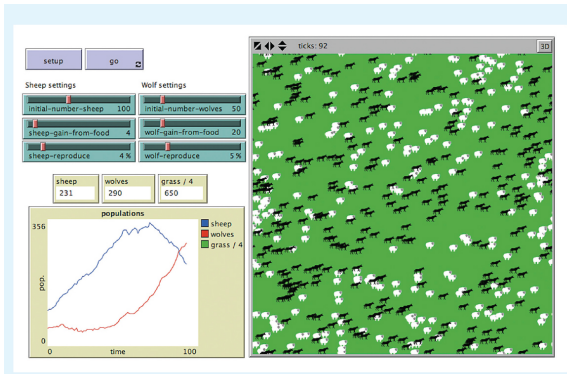 ticks: 92
3D
setup
go
Sheep settings
Wolf settings
initial-number-sheep 100
initial-number-wolves 50
sheep-gain-from-food 4
wolf-gain-from-food 20
sheep-reproduce 4 %
wolf-reproduce 5 %
sheep
231
wolves
290
grass / 4
650
populations
356
pop.
0
0
time
100
sheep
wolves
grass / 4